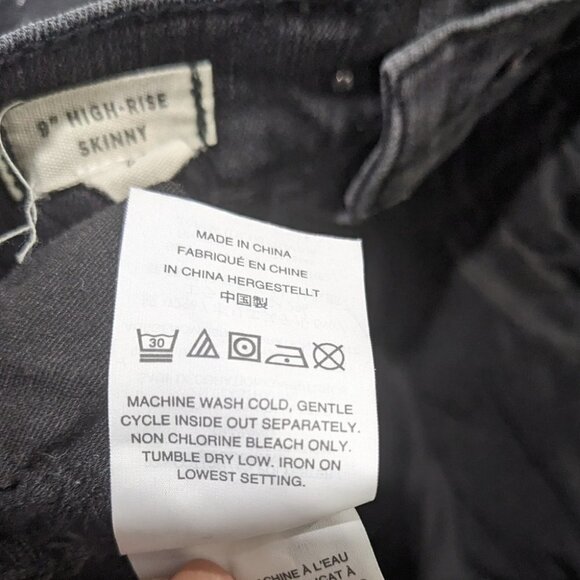 9" HIGH-RISE
SKINNY
MADE IN CHINA
FABRIQUÉ EN CHINE
IN CHINA HERGESTELLT
中国製
30
MACHINE WASH COLD, GENTLE
CYCLE INSIDE OUT SEPARATELY.
NON CHLORINE BLEACH ONLY.
TUMBLE DRY LOW. IRON ON
LOWEST SETTING.
À L'EAU